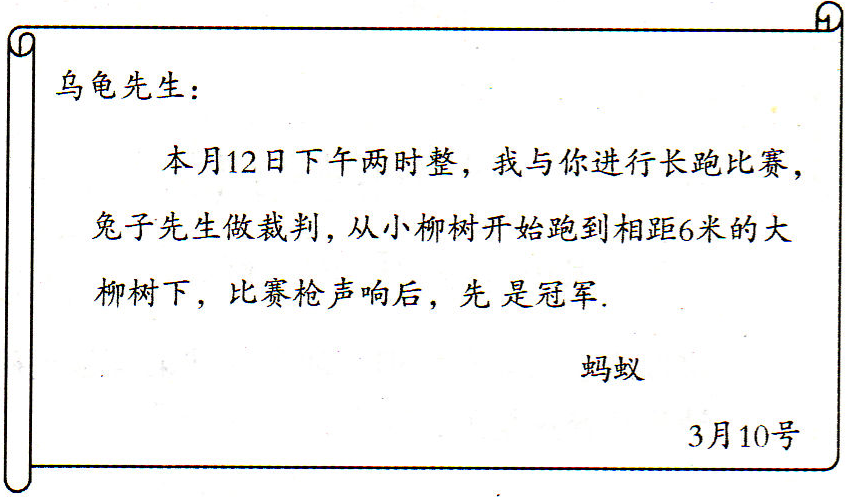 乌龟先生：
本月12日下午两时整，我与你进行长跑比赛，
兔子先生做裁判，从小柳树开始跑到相距6米的大
柳树下，比赛枪声响后，先 是冠军.
蚂蚁
3月10号